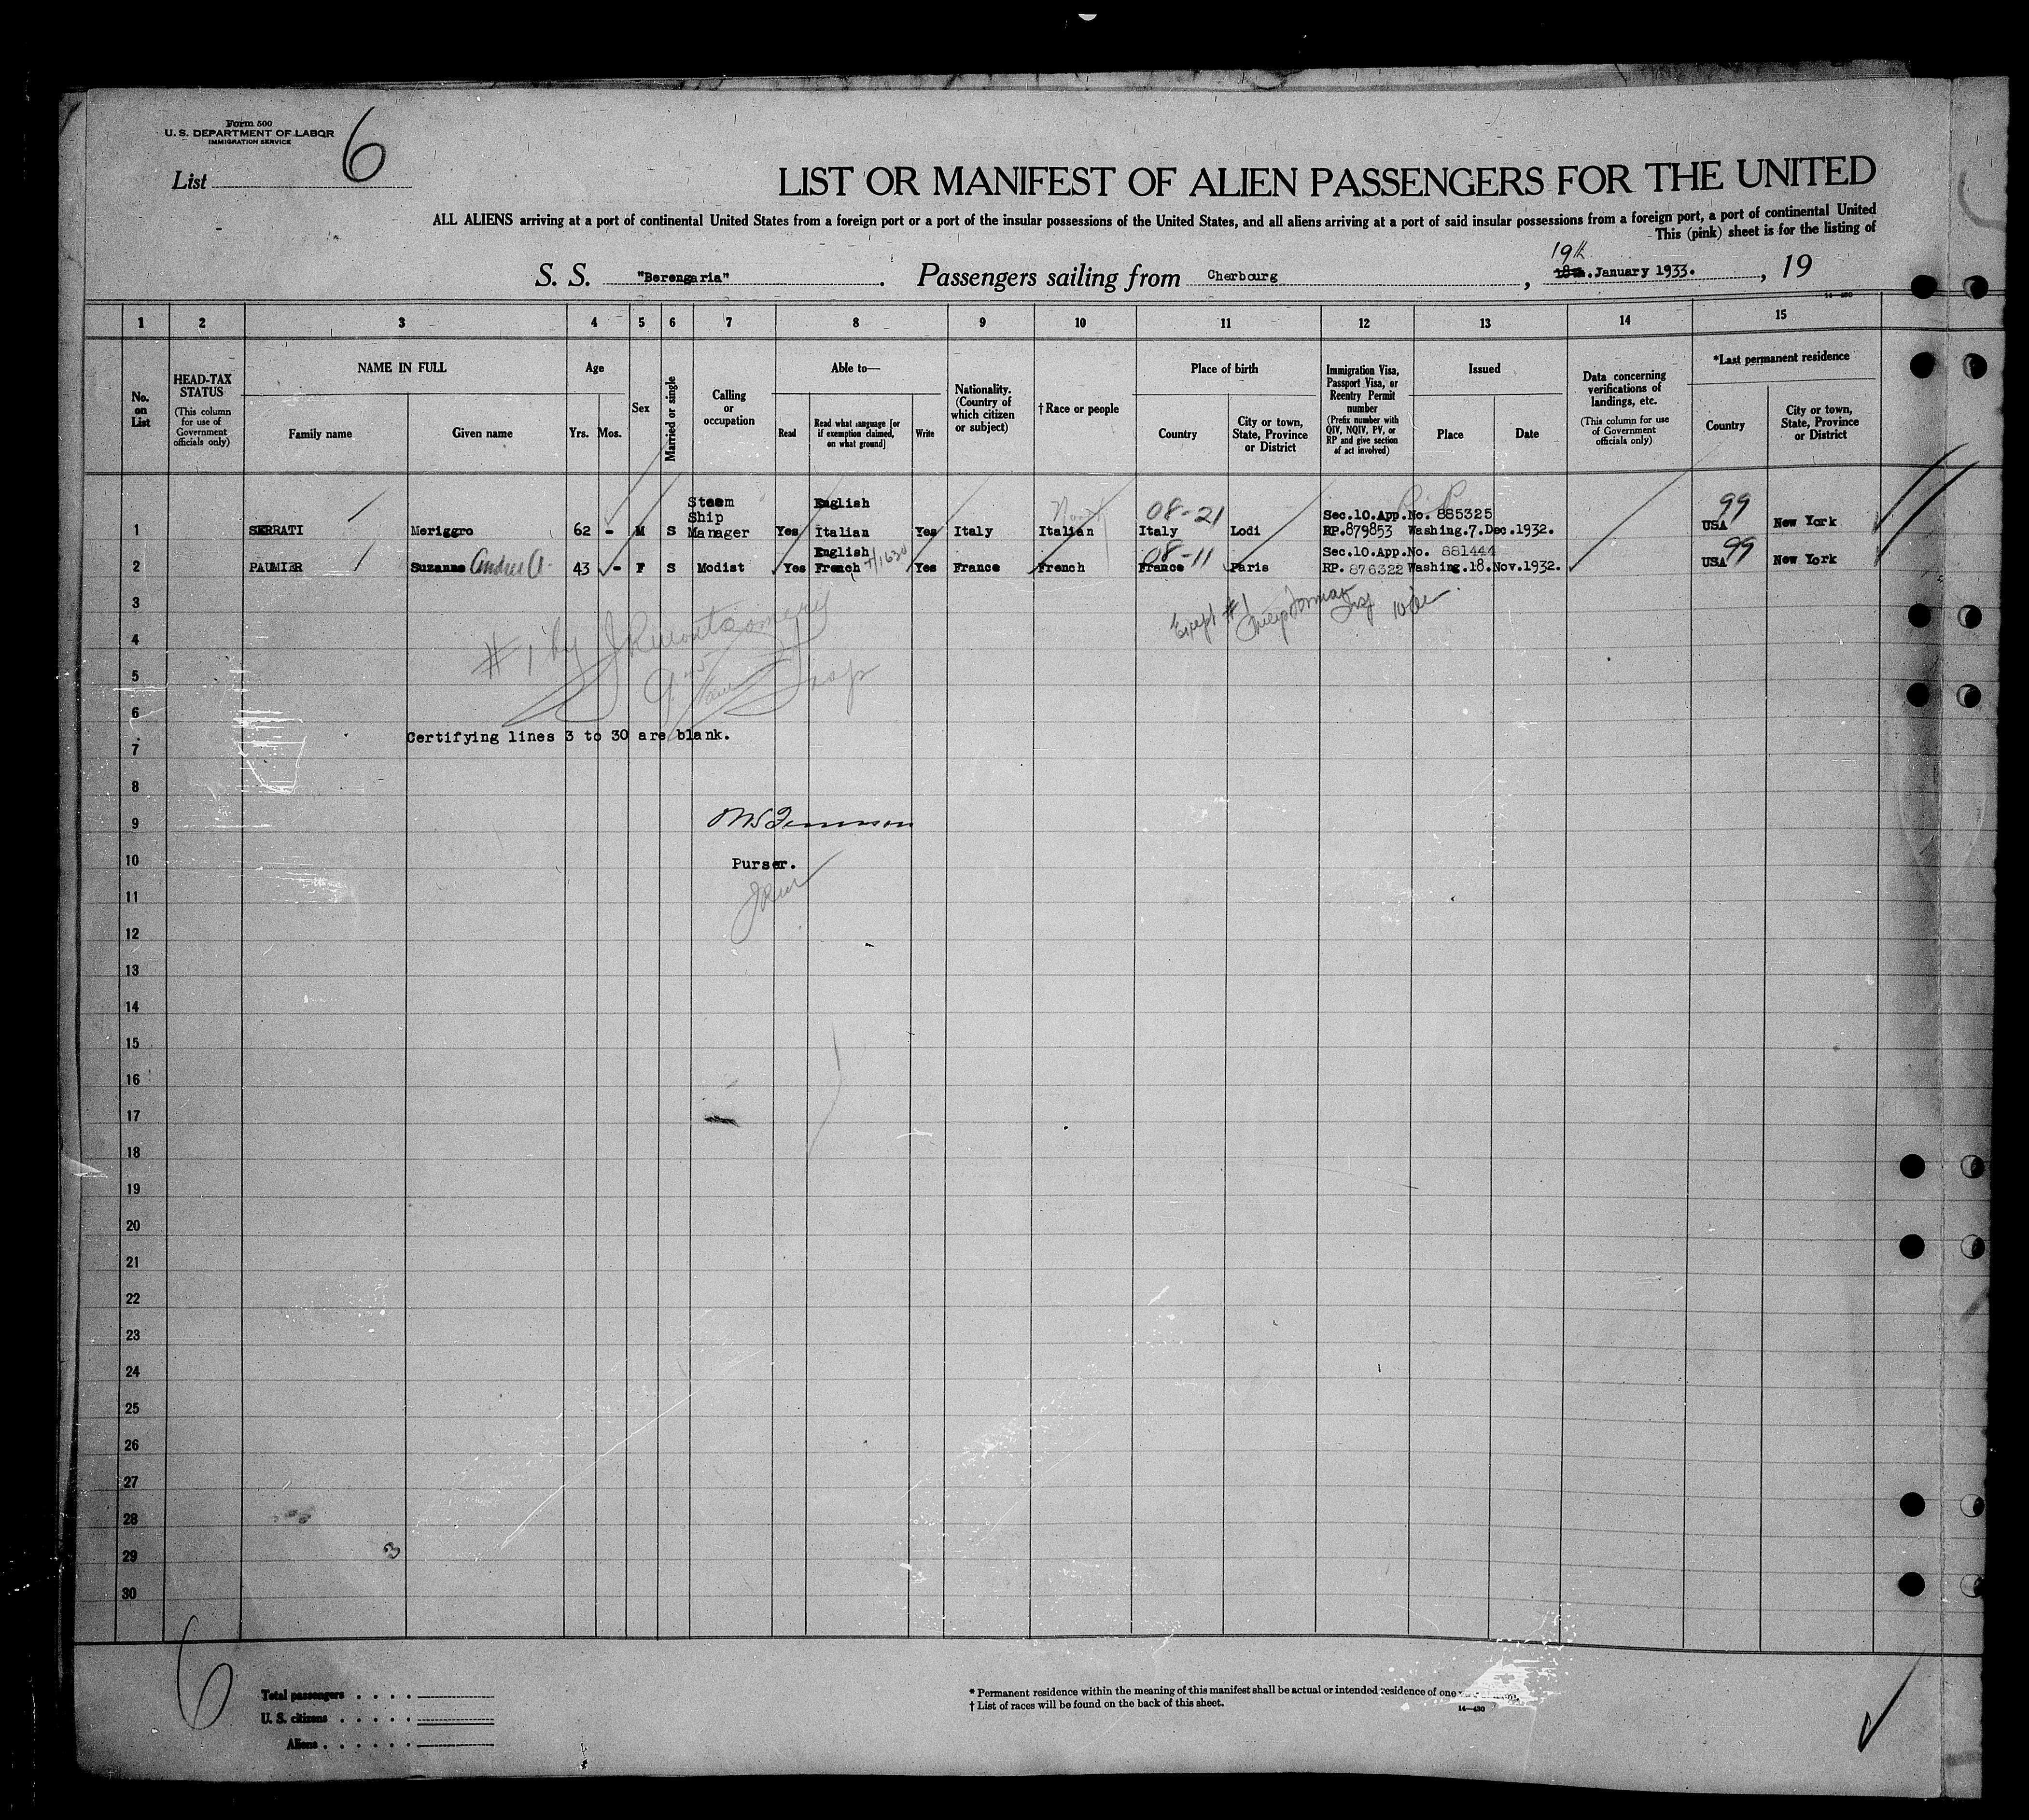 Form 500
U. S. DEPARTMENT OF LABOR
IMMIGRATION SERVICE
List 6
LIST OR MANIFEST OF ALIEN PASSENGERS FOR THE UNITED
ALL ALIENS arriving at a port of continental United States from a foreign port or a port of the insular possessions of the United States, and all aliens arriving at a port of said insular possessions from a foreign port, a port of continental United
This (pink) sheet is for the listing of
19th
S. S. "Berengaria". Passengers sailing from Cherbourg, 18th. January 1933., 19
14-430
1 2 3 4 5 6 7 8 9 10 11 12 13 14 15
No. on List
HEAD-TAX STATUS
(This column for use of Government officials only)
NAME IN FULL
Family name Given name
Age
Yrs. Mos.
Sex
Married or single
Calling or occupation
Able to—
Read
Read what language [or if exemption claimed, on what ground]
Write
Nationality. (Country of which citizen or subject)
†Race or people
Place of birth
Country
City or town, State, Province or District
Immigration Visa, Passport Visa, or Reentry Permit number
(Prefix number with QIV, NQIV, PV, or RP and give section of act involved)
Issued
Place Date
Data concerning verifications of landings, etc.
(This column for use of Government officials only)
*Last permanent residence
Country
City or town, State, Province or District
Steam English 99
Ship North 08-21 Sec.10.App.No. 885325
1 SERRATI Meriggro 62 - M S Manager Yes Italian Yes Italy Italian Italy Lodi RP.879853 Washing.7.Dec.1932. USA New York
English 08-11 Sec.10.App.No. 881444 99
2 PAUMIER Suzanne Andree A. 43 - F S Modist Yes French Yes France French France Paris RP. 876322 Washing.18.Nov.1932. USA New York
3
Except #1
4
#1 by J R Montgomery
5
Insp
6
Certifying lines 3 to 30 are blank.
7
8
9
10 Purser.
11
12
13
14
15
16
17
18
19
20
21
22
23
24
25
26
27
28
29 3
30
6
Total passengers . . . .
U. S. citizens . . . . .
Aliens . . . . . .
* Permanent residence within the meaning of this manifest shall be actual or intended residence of one
† List of races will be found on the back of this sheet.
14—430